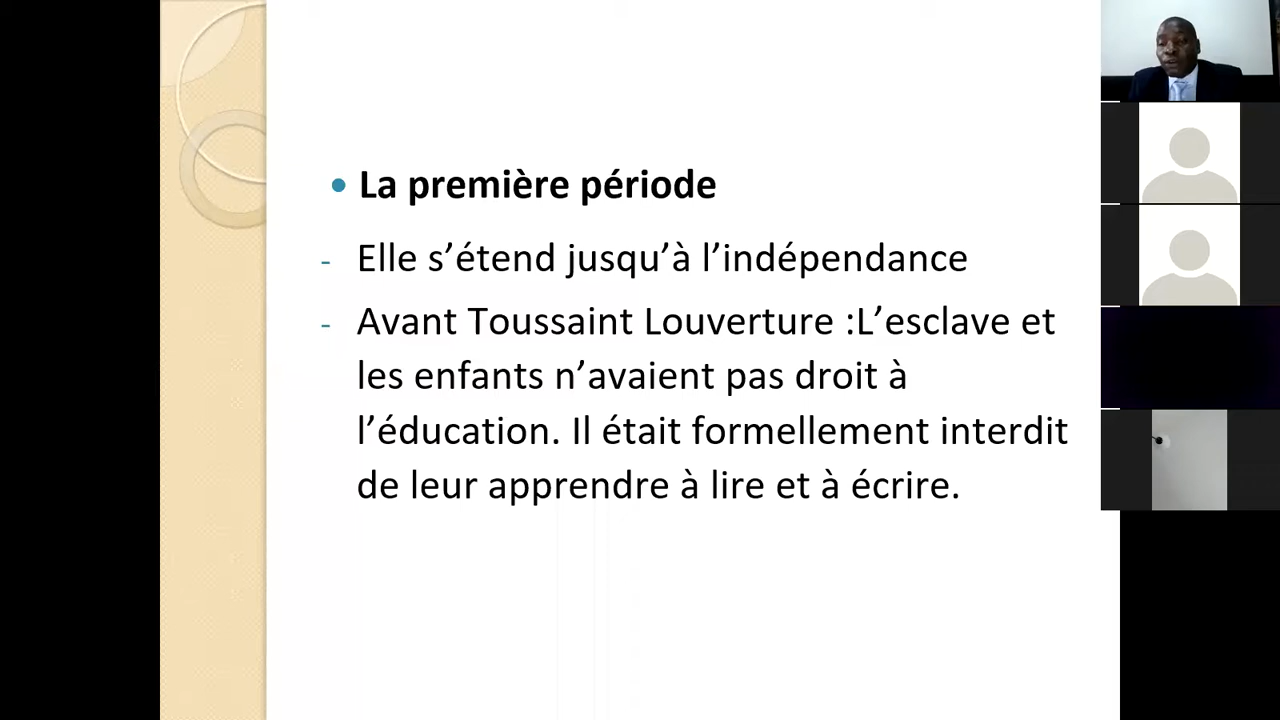 • La première période
- Elle s’étend jusqu’à l’indépendance
- Avant Toussaint Louverture :L’esclave et
les enfants n’avaient pas droit à
l’éducation. Il était formellement interdit
de leur apprendre à lire et à écrire.